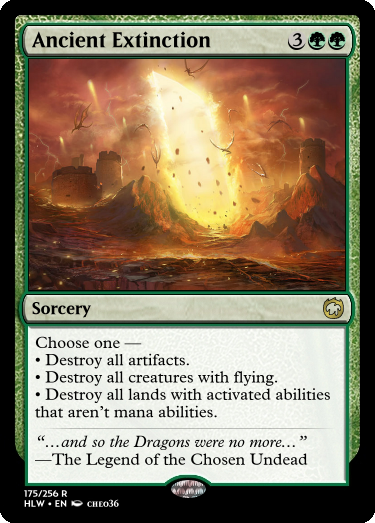 Ancient Extinction 3
Sorcery
Choose one —
• Destroy all artifacts.
• Destroy all creatures with flying.
• Destroy all lands with activated abilities
that aren't mana abilities.
“…and so the Dragons were no more…”
—The Legend of the Chosen Undead
175/256 R
HLW • EN CHEO36